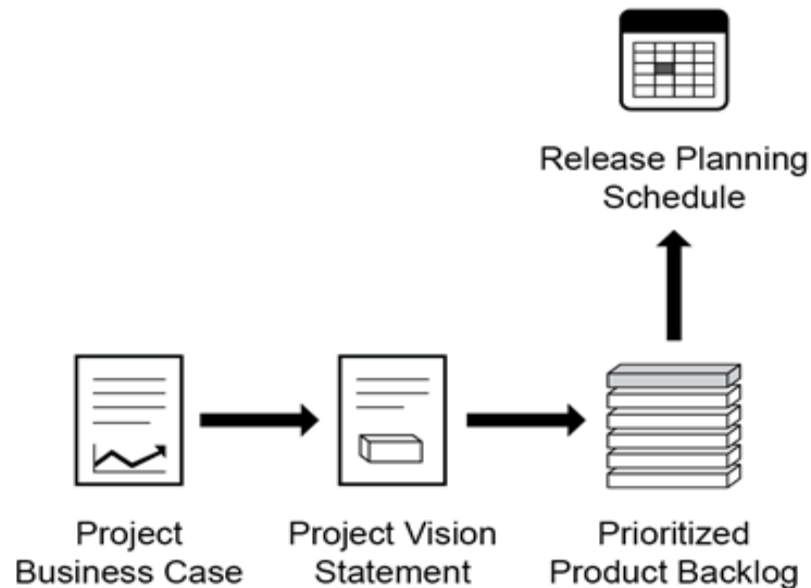 Release Planning
Schedule
Project
Business Case
Project Vision
Statement
Prioritized
Product Backlog